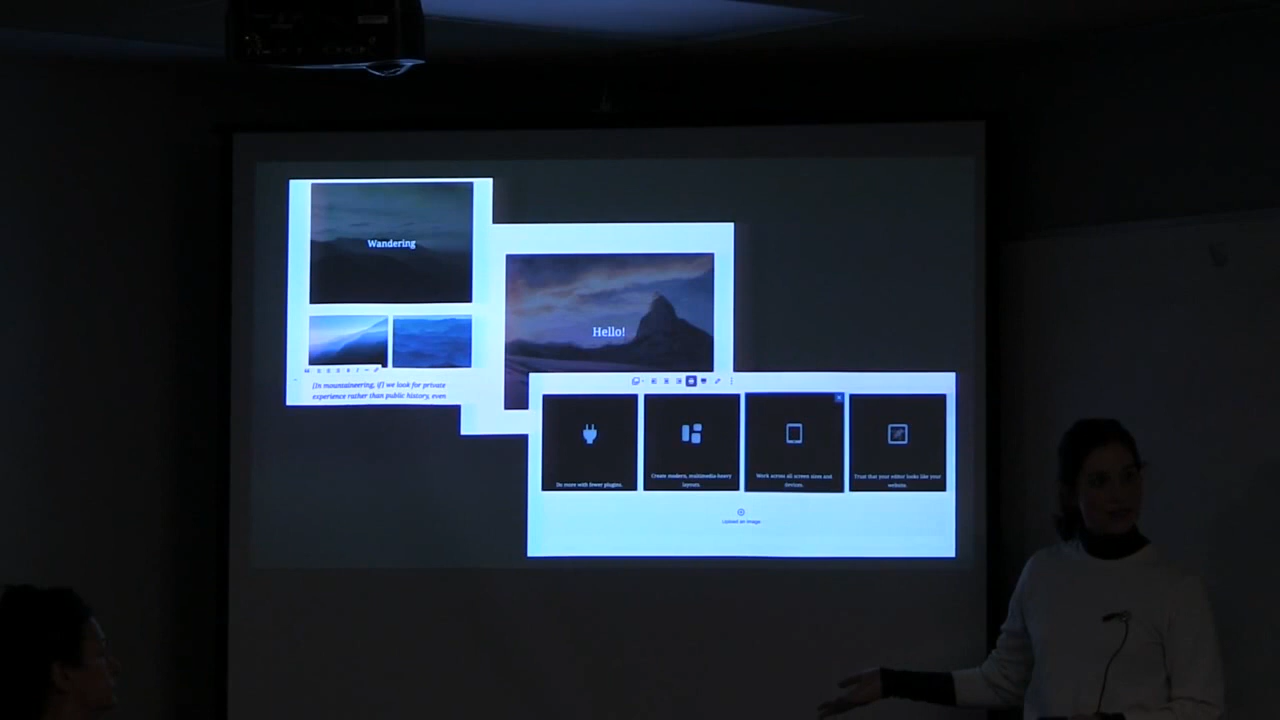 Wandering
[In mountaineering, if] we look for private
experience rather than public history, even
Hello!
Do more with fewer plugins.
Create modern, multimedia-heavy
layouts.
Work across all screen sizes and
devices.
Trust that your editor looks like your
website.
Upload an image